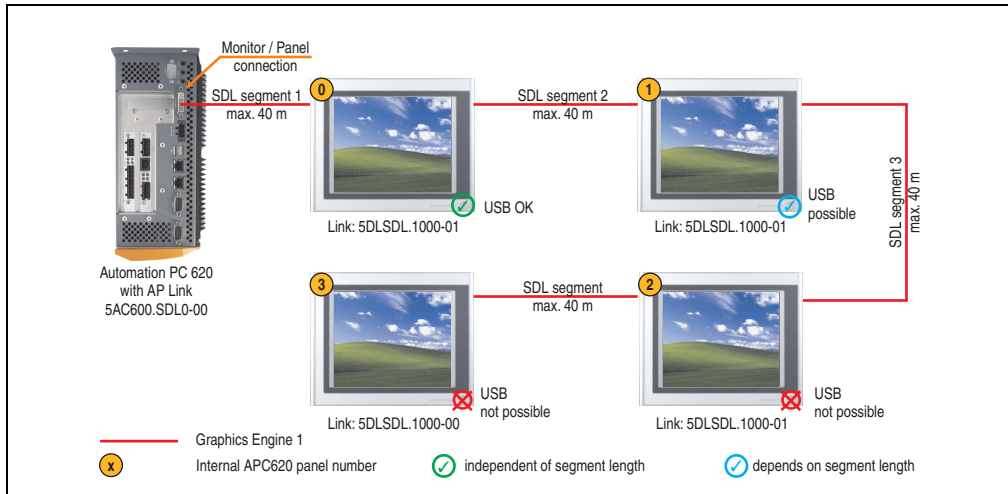 Monitor / Panel
connection
SDL segment 1
max. 40 m
0
SDL segment 2
max. 40 m
1
SDL segment 3
max. 40 m
USB OK
USB
possible
Link: 5DLSDL.1000-01
Link: 5DLSDL.1000-01
Automation PC 620
with AP Link
5AC600.SDL0-00
3
SDL segment
max. 40 m
2
USB
not possible
USB
not possible
Link: 5DLSDL.1000-00
Link: 5DLSDL.1000-01
Graphics Engine 1
x
Internal APC620 panel number
independent of segment length
depends on segment length